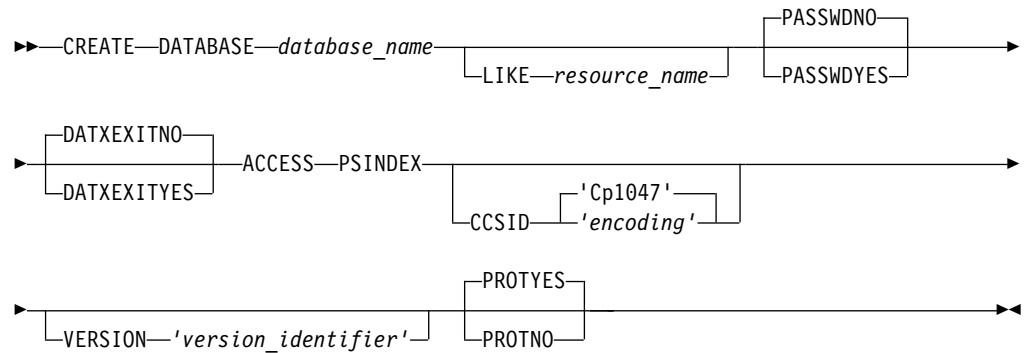 PASSWDNO
CREATE DATABASE database_name
LIKE resource_name
PASSWDYES
DATXEXITNO
DATXEXITYES
ACCESS PSINDEX
CCSID
'Cp1047'
'encoding'
VERSION 'version_identifier'
PROTYES
PROTNO